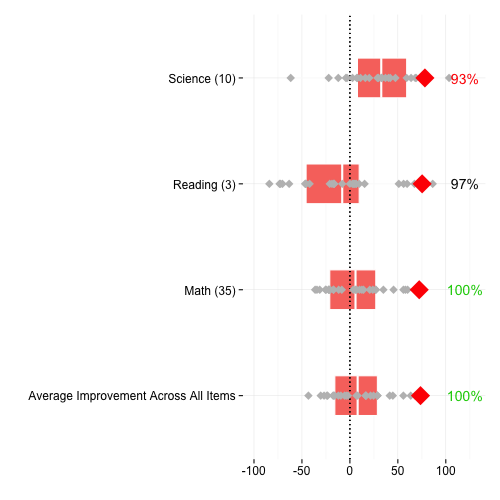 Science (10)
93%
Reading (3)
97%
Math (35)
100%
Average Improvement Across All Items
100%
-100 -50 0 50 100